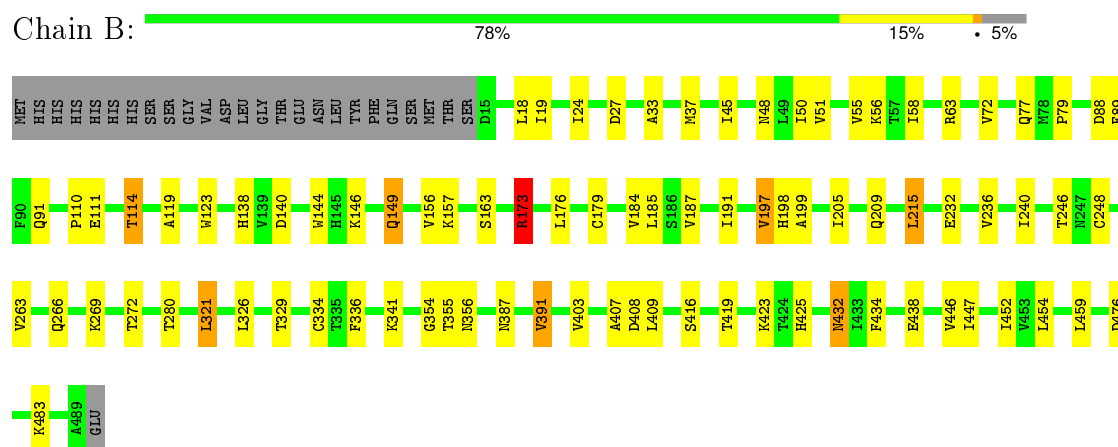 Chain B:
78% 15% • 5%
MET HIS HIS HIS HIS HIS HIS SER SER GLY VAL ASP LEU GLY THR GLU ASN LEU TYR PHE GLN SER MET THR SER D15 L18 I19 I24 D27 A33 M37 I45 N48 L49 I50 V51 V55 K56 T57 I58 R63 V72 Q77 M78 P79 D88 E89
F90 Q91 P110 E111 T114 A119 W123 H138 V139 D140 W144 H145 K146 Q149 V156 K157 S163 R173 L176 C179 V184 L185 S186 V187 I191 V197 H198 A199 I205 Q209 L215 E232 V236 I240 T246 N247 C248
V263 Q266 K269 T272 T280 L321 L326 T329 C334 T335 F336 K341 G354 T355 N356 N387 V391 V403 A407 D408 L409 S416 T419 K423 T424 H425 N432 I433 F434 E438 V446 I447 I452 V453 L454 L459
K483 A489 GLU